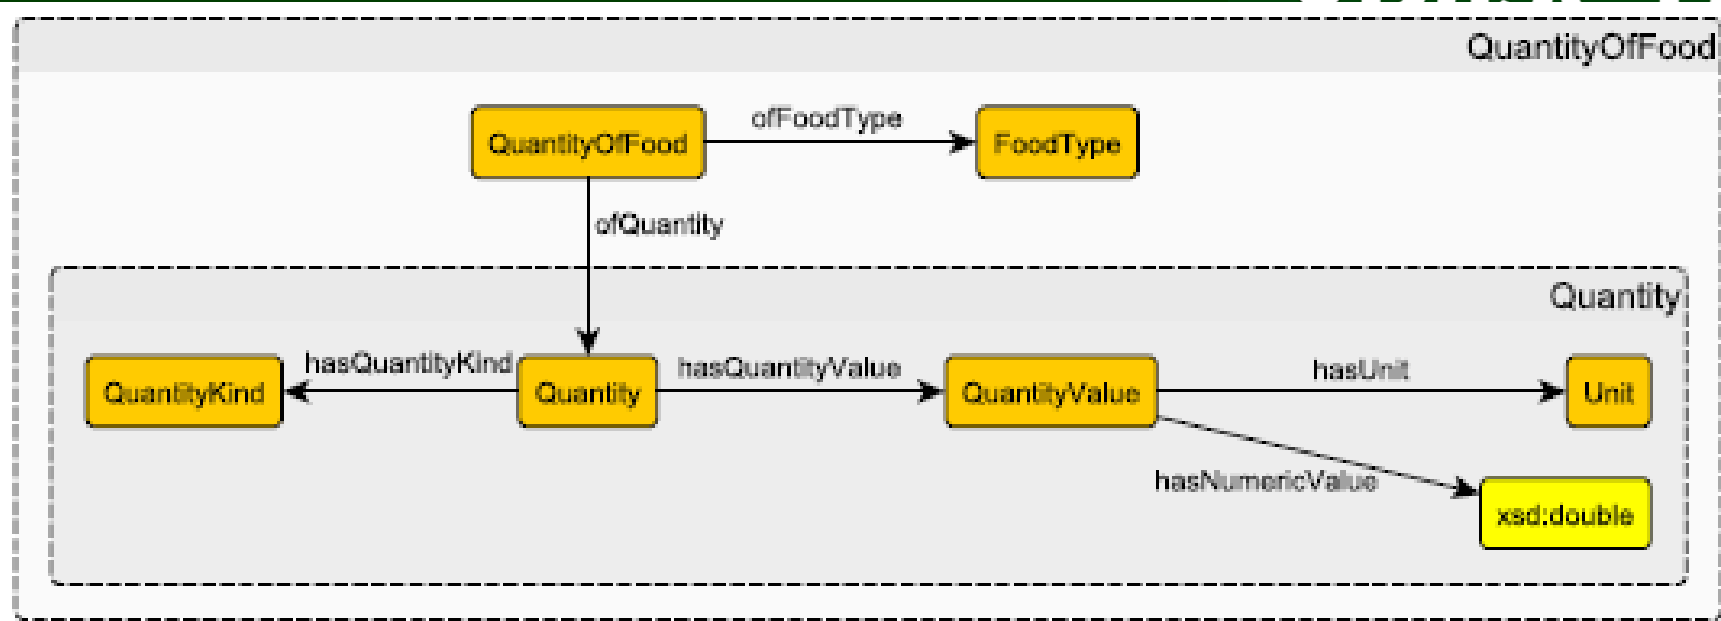 QuantityOfFood
QuantityOfFood
ofFoodType
FoodType
ofQuantity
Quantity
QuantityKind
hasQuantityKind
Quantity
hasQuantityValue
QuantityValue
hasUnit
Unit
hasNumericValue
xsd:double